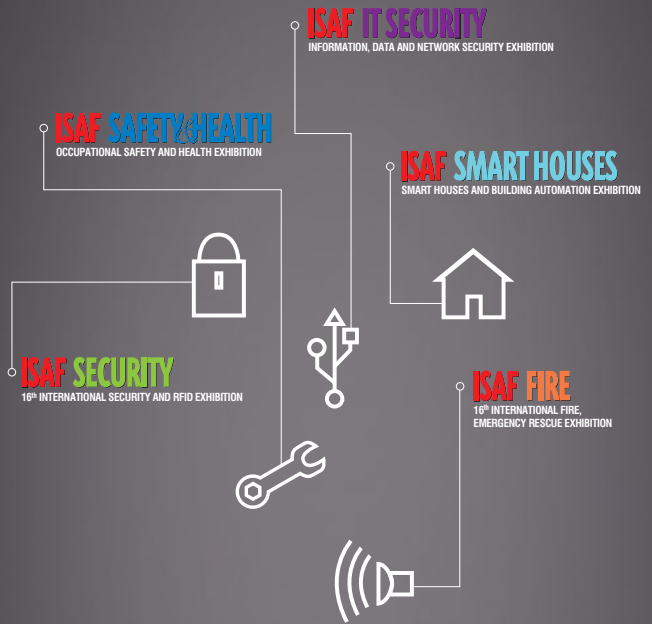 ISAF IT SECURITY
INFORMATION, DATA AND NETWORK SECURITY EXHIBITION
ISAF SAFETY&HEALTH
OCCUPATIONAL SAFETY AND HEALTH EXHIBITION
ISAF SMART HOUSES
SMART HOUSES AND BUILDING AUTOMATION EXHIBITION
ISAF SECURITY
16th INTERNATIONAL SECURITY AND RFID EXHIBITION
ISAF FIRE
16th INTERNATIONAL FIRE,
EMERGENCY RESCUE EXHIBITION